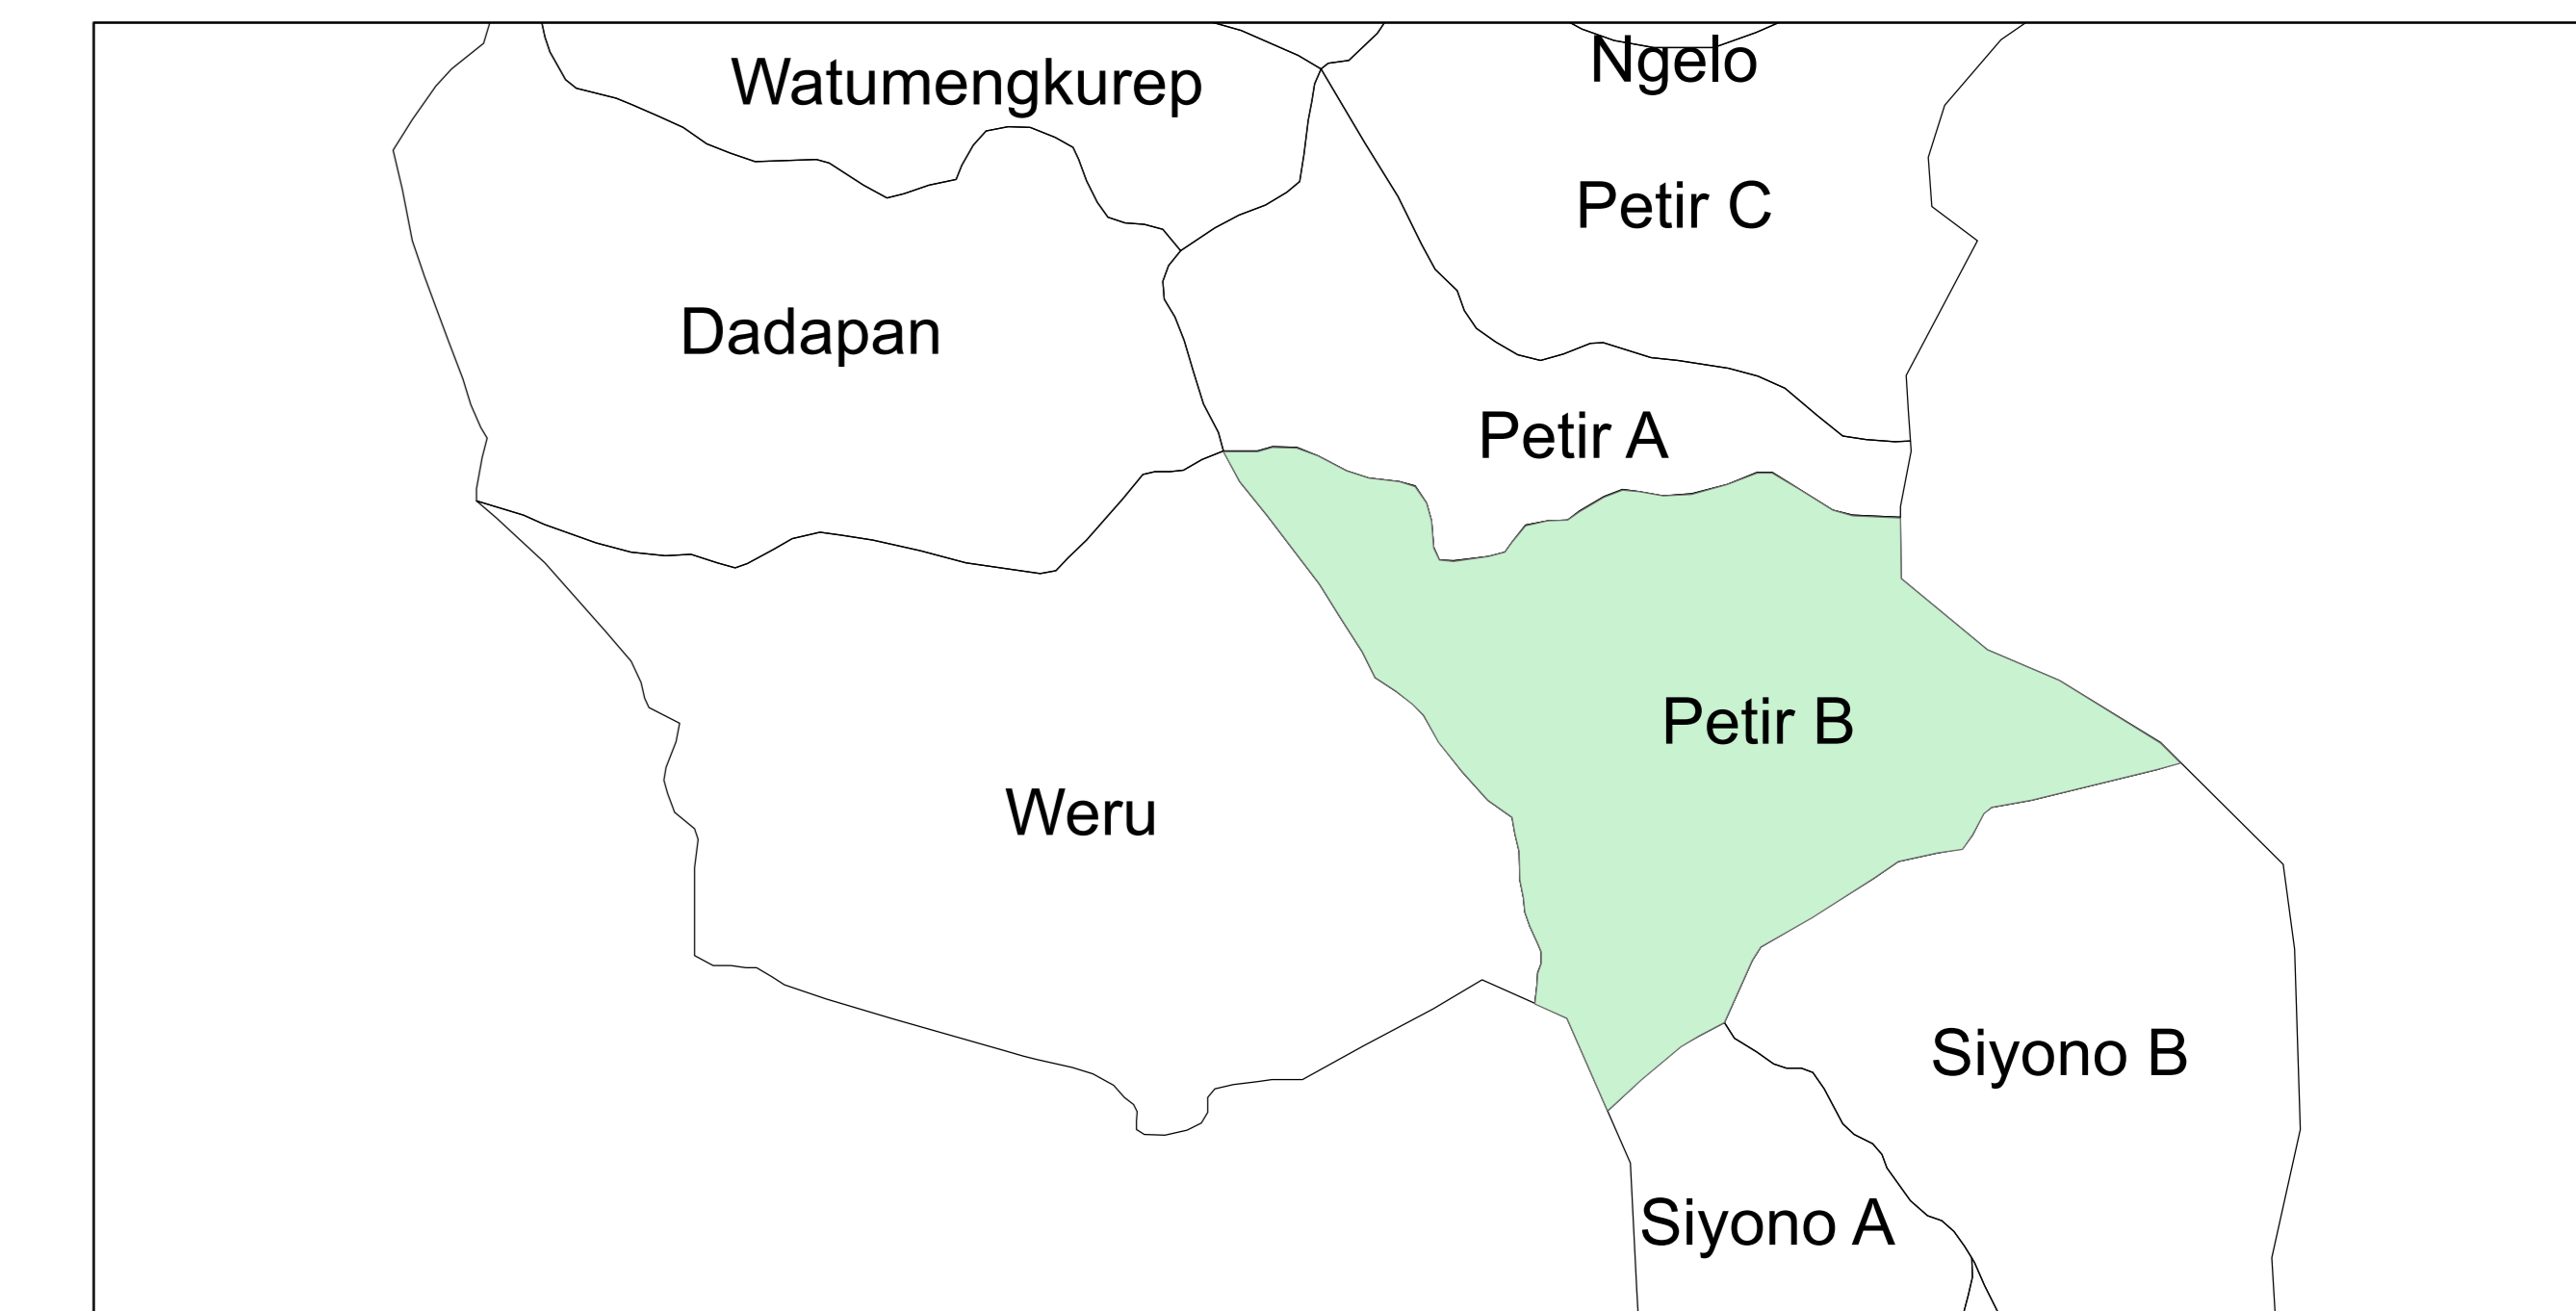 Watumengkurep
Ngelo
Petir C
Dadapan
Petir A
Petir B
Weru
Siyono B
Siyono A